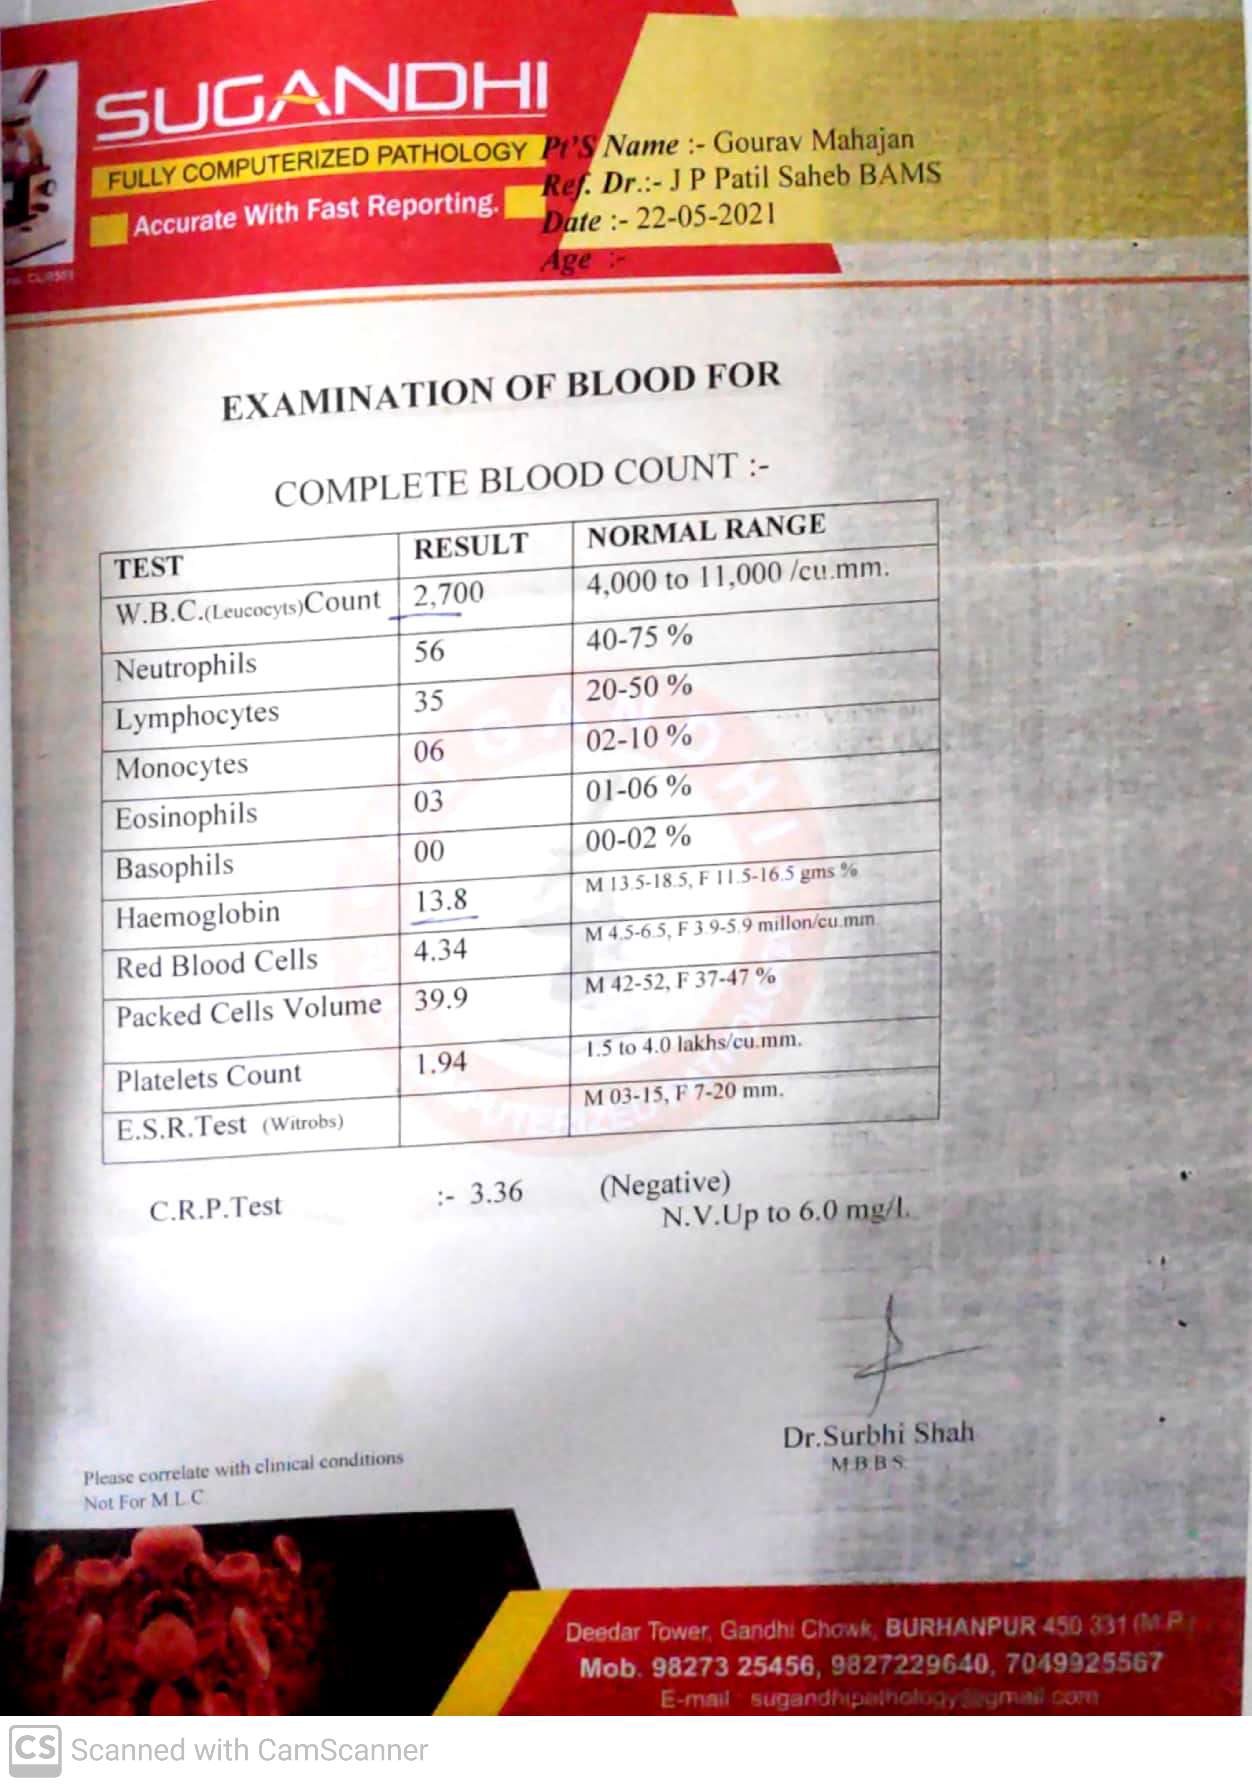 SUGANDHI
FULLY COMPUTERIZED PATHOLOGY
Accurate With Fast Reporting.
Pt'S Name :- Gourav Mahajan
Ref. Dr.:- J P Patil Saheb BAMS
Date :- 22-05-2021
Age :-
EXAMINATION OF BLOOD FOR
COMPLETE BLOOD COUNT :-
TEST RESULT NORMAL RANGE
W.B.C.(Leucocyts)Count 2,700 4,000 to 11,000 /cu.mm.
Neutrophils 56 40-75 %
Lymphocytes 35 20-50 %
Monocytes 06 02-10 %
Eosinophils 03 01-06 %
Basophils 00 00-02 %
Haemoglobin 13.8 M 13.5-18.5, F 11.5-16.5 gms %
Red Blood Cells 4.34 M 4.5-6.5, F 3.9-5.9 millon/cu.mm
Packed Cells Volume 39.9 M 42-52, F 37-47 %
Platelets Count 1.94 1.5 to 4.0 lakhs/cu.mm.
E.S.R.Test (Witrobs) M 03-15, F 7-20 mm.
C.R.P.Test :- 3.36 (Negative)
N.V.Up to 6.0 mg/l.
Dr.Surbhi Shah
M.B.B.S.
Please correlate with clinical conditions
Not For M.L.C
Deedar Tower, Gandhi Chowk, BURHANPUR 450 331 (M.P.)
Mob. 98273 25456, 9827229640, 7049925567
E-mail sugandhipathology@gmail.com
CS Scanned with CamScanner